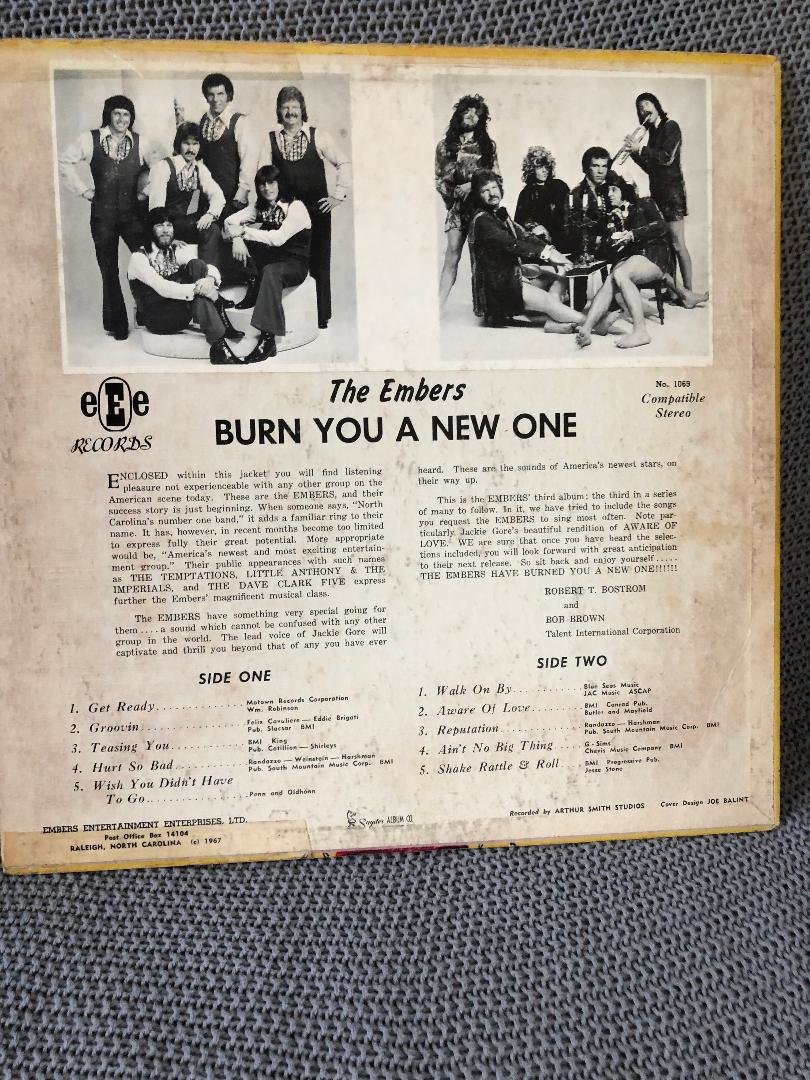 eEe
RECORDS
The Embers
BURN YOU A NEW ONE
No. 1069
Compatible
Stereo
ENCLOSED within this jacket you will find listening
pleasure not experienceable with any other group on the
American scene today. These are the EMBERS, and their
success story is just beginning. When someone says, "North
Carolina's number one band," it adds a familiar ring to their
name. It has, however, in recent months become too limited
to express fully their great potential. More appropriate
would be, "America's newest and most exciting entertain-
ment group." Their public appearances with such names
as THE TEMPTATIONS, LITTLE ANTHONY & THE
IMPERIALS, and THE DAVE CLARK FIVE express
further the Embers' magnificent musical class.
The EMBERS have something very special going for
them . . . . a sound which cannot be confused with any other
group in the world. The lead voice of Jackie Gore will
captivate and thrill you beyond that of any you have ever
heard. These are the sounds of America's newest stars, on
their way up.
This is the EMBERS' third album; the third in a series
of many to follow. In it, we have tried to include the songs
you request the EMBERS to sing most often. Note par-
ticularly Jackie Gore's beautiful rendition of AWARE OF
LOVE. WE are sure that once you have heard the selec-
tions included, you will look forward with great anticipation
to their next release. So sit back and enjoy yourself . . . . .
THE EMBERS HAVE BURNED YOU A NEW ONE!!!!!!
ROBERT T. BOSTROM
and
BOB BROWN
Talent International Corporation
SIDE ONE
1. Get Ready . . . . . . . . . . . Motown Records Corporation
Wm. Robinson
2. Groovin . . . . . . . . . . . . . Felix Cavaliere — Eddie Brigati
Pub. Slacsar BMI
3. Teasing You . . . . . . . . . BMI King
Pub. Cotillion — Shirleys
4. Hurt So Bad . . . . . . . . . Randazzo — Weinstein — Harshman
Pub. South Mountain Music Corp. BMI
5. Wish You Didn't Have
To Go . . . . . . . . . . . . . Penn and Oldhönn
SIDE TWO
1. Walk On By . . . . . . . . . Blue Seas Music
JAC Music ASCAP
2. Aware Of Love . . . . . . . BMI Conrad Pub.
Butler and Mayfield
3. Reputation . . . . . . . . . . . Randazzo — Harshman
Pub. South Mountain Music Corp. BMI
4. Ain't No Big Thing . . . . G - Sims
Cheris Music Company BMI
5. Shake Rattle & Roll . . . BMI Progressive Pub.
Jesse Stone
EMBERS ENTERTAINMENT ENTERPRISES, LTD.
Post Office Box 14104
RALEIGH, NORTH CAROLINA (c) 1967
Snyder ALBUM CO.
Recorded by ARTHUR SMITH STUDIOS Cover Design JOE BALINT